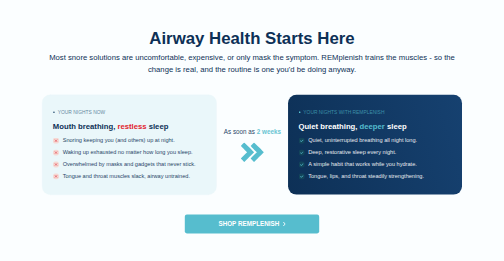 Airway Health Starts Here
Most snore solutions are uncomfortable, expensive, or only mask the symptom. REMplenish trains the muscles - so the
change is real, and the routine is one you'd be doing anyway.
• YOUR NIGHTS NOW
Mouth breathing, restless sleep
Snoring keeping you (and others) up at night.
Waking up exhausted no matter how long you sleep.
Overwhelmed by masks and gadgets that never stick.
Tongue and throat muscles slack; airway untrained.
As soon as 2 weeks
• YOUR NIGHTS WITH REMPLENISH
Quiet breathing, deeper sleep
Quiet, uninterrupted breathing all night long.
Deep, restorative sleep every night.
A simple habit that works while you hydrate.
Tongue, lips, and throat steadily strengthening.
SHOP REMPLENISH ›